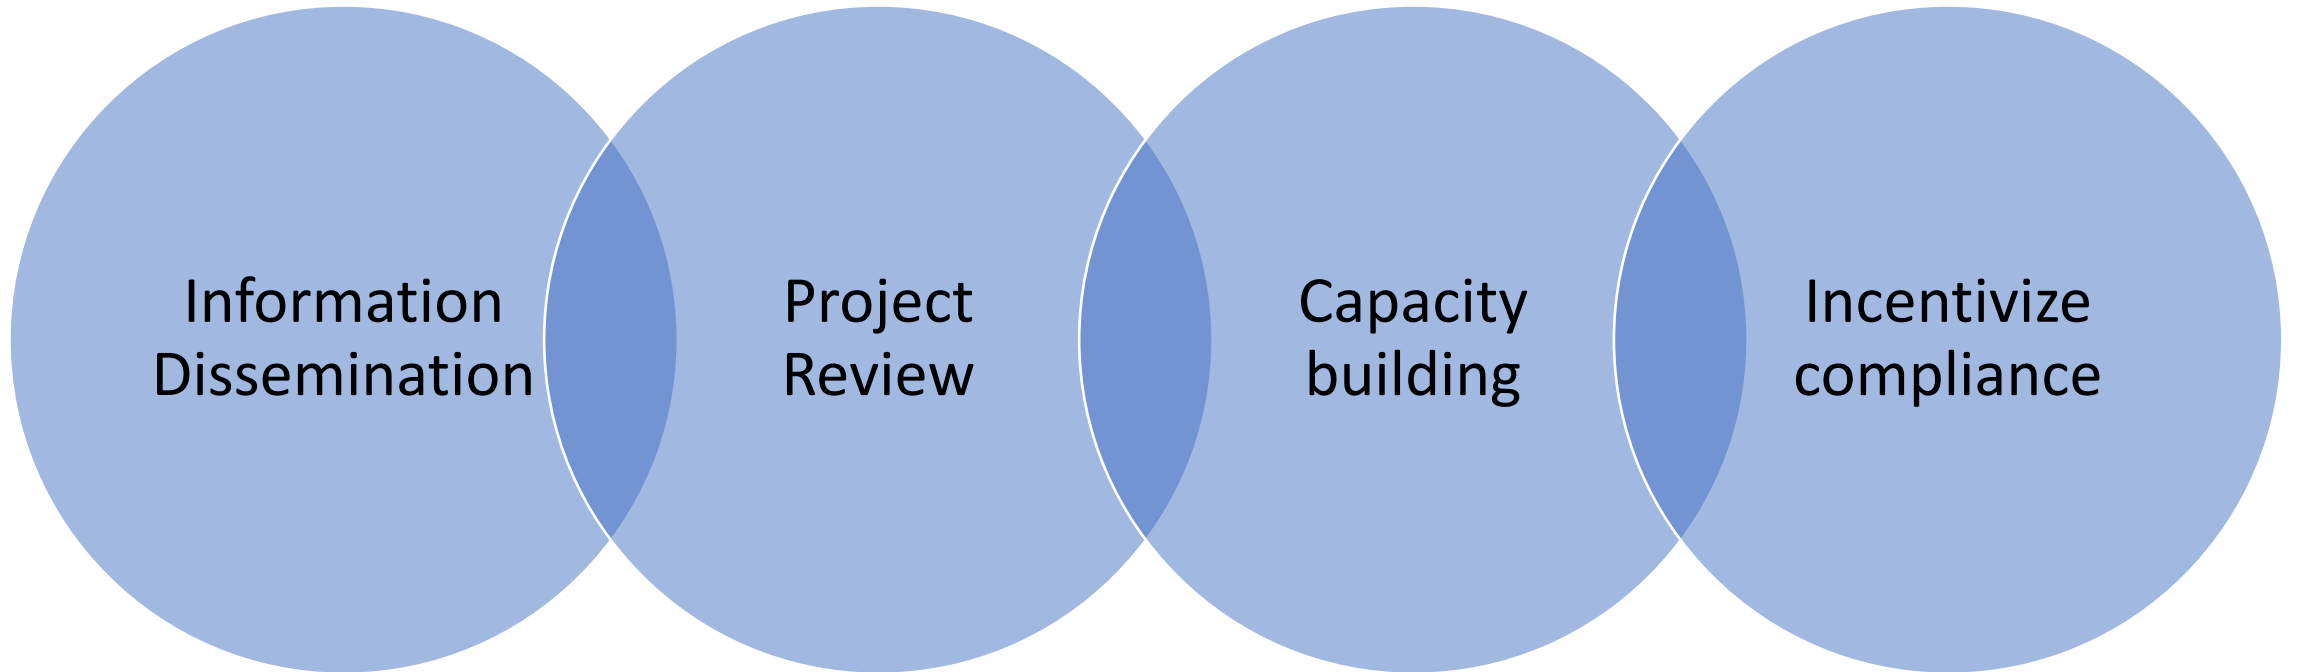 Information
Dissemination
Project
Review
Capacity
building
Incentivize
compliance